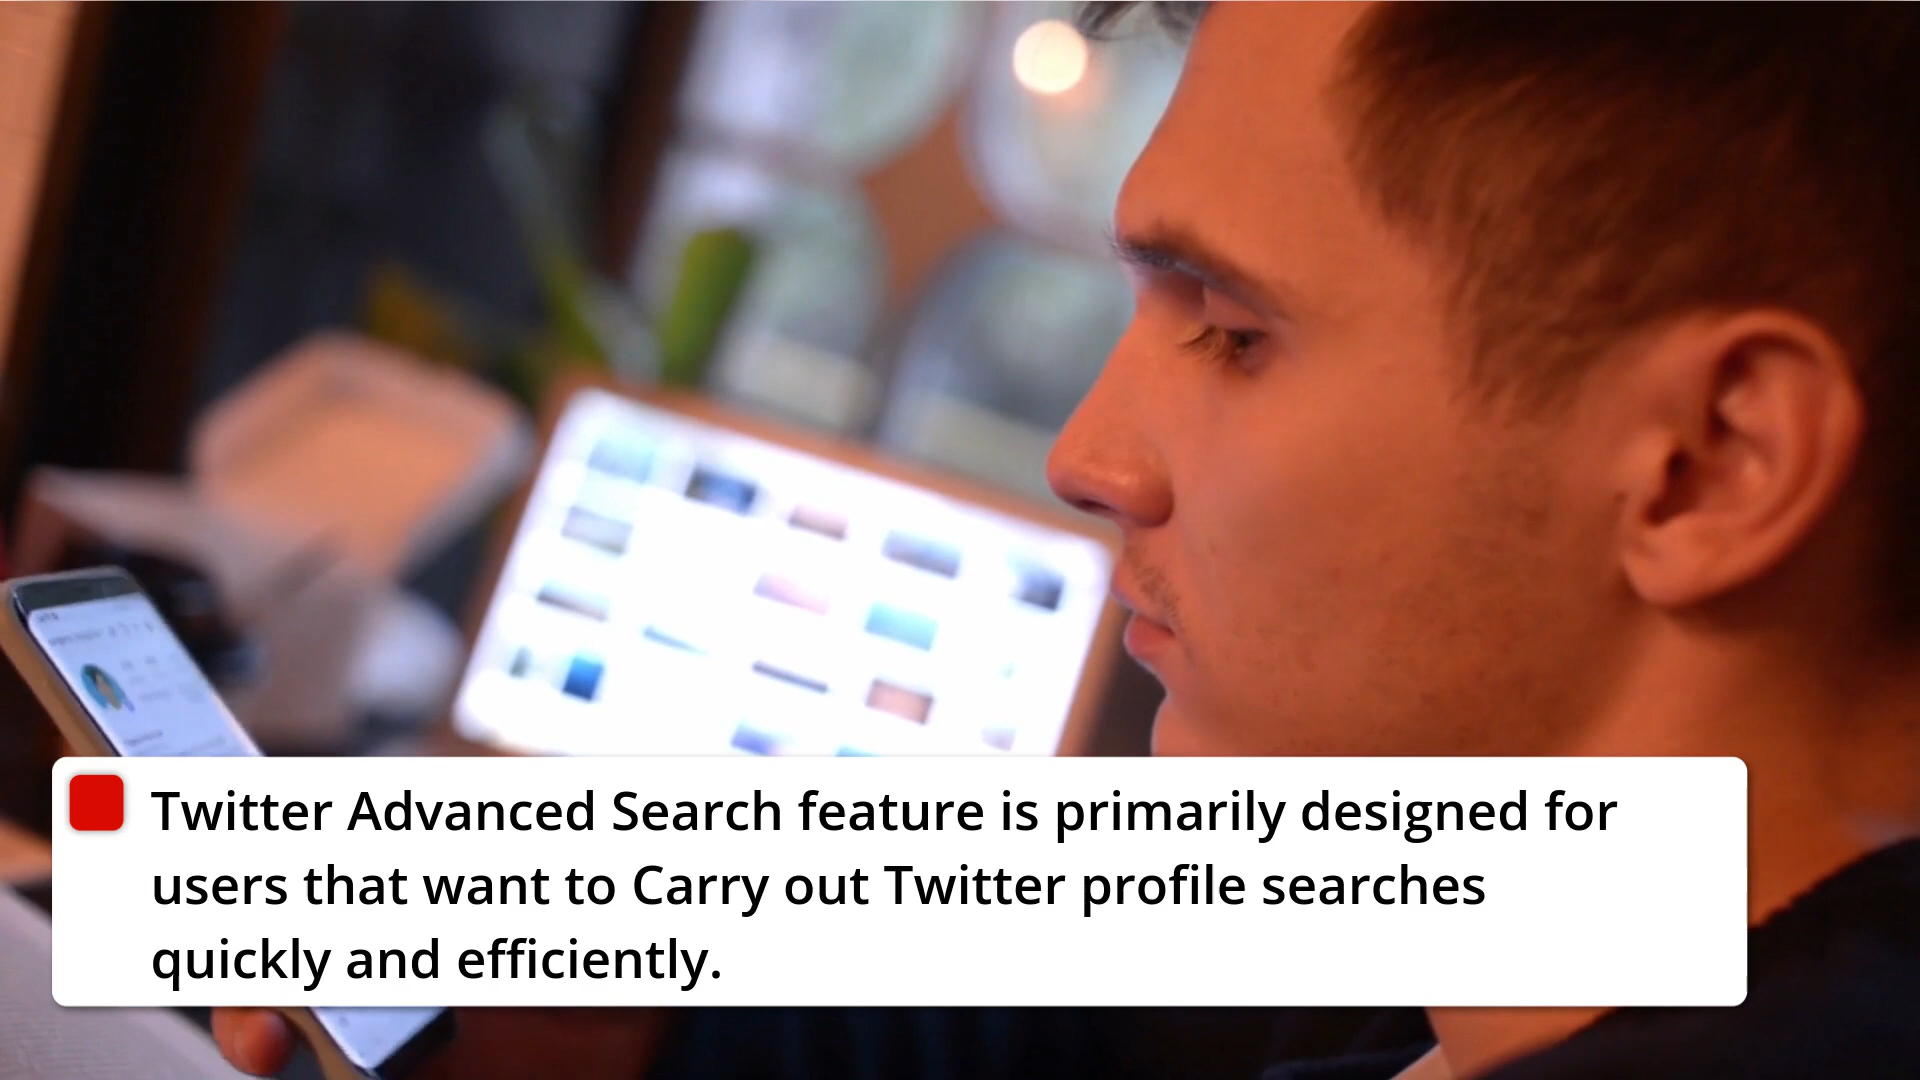 Twitter Advanced Search feature is primarily designed for
users that want to Carry out Twitter profile searches
quickly and efficiently.